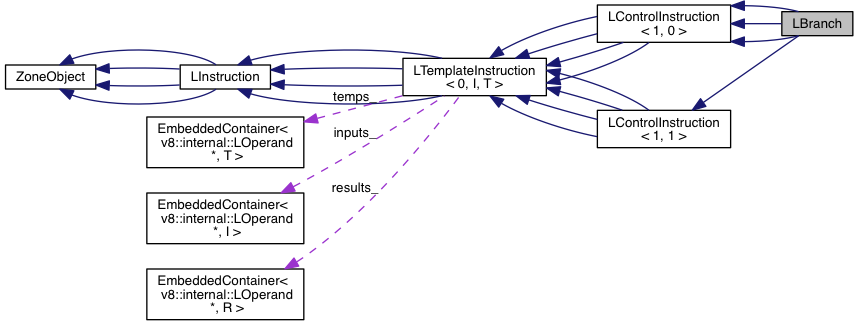 ZoneObject
LInstruction
LTemplateInstruction
< 0, I, T >
LControlInstruction
< 1, 0 >
LBranch
LControlInstruction
< 1, 1 >
temps_
inputs_
results_
EmbeddedContainer<
v8::internal::LOperand
*, T >
EmbeddedContainer<
v8::internal::LOperand
*, I >
EmbeddedContainer<
v8::internal::LOperand
*, R >